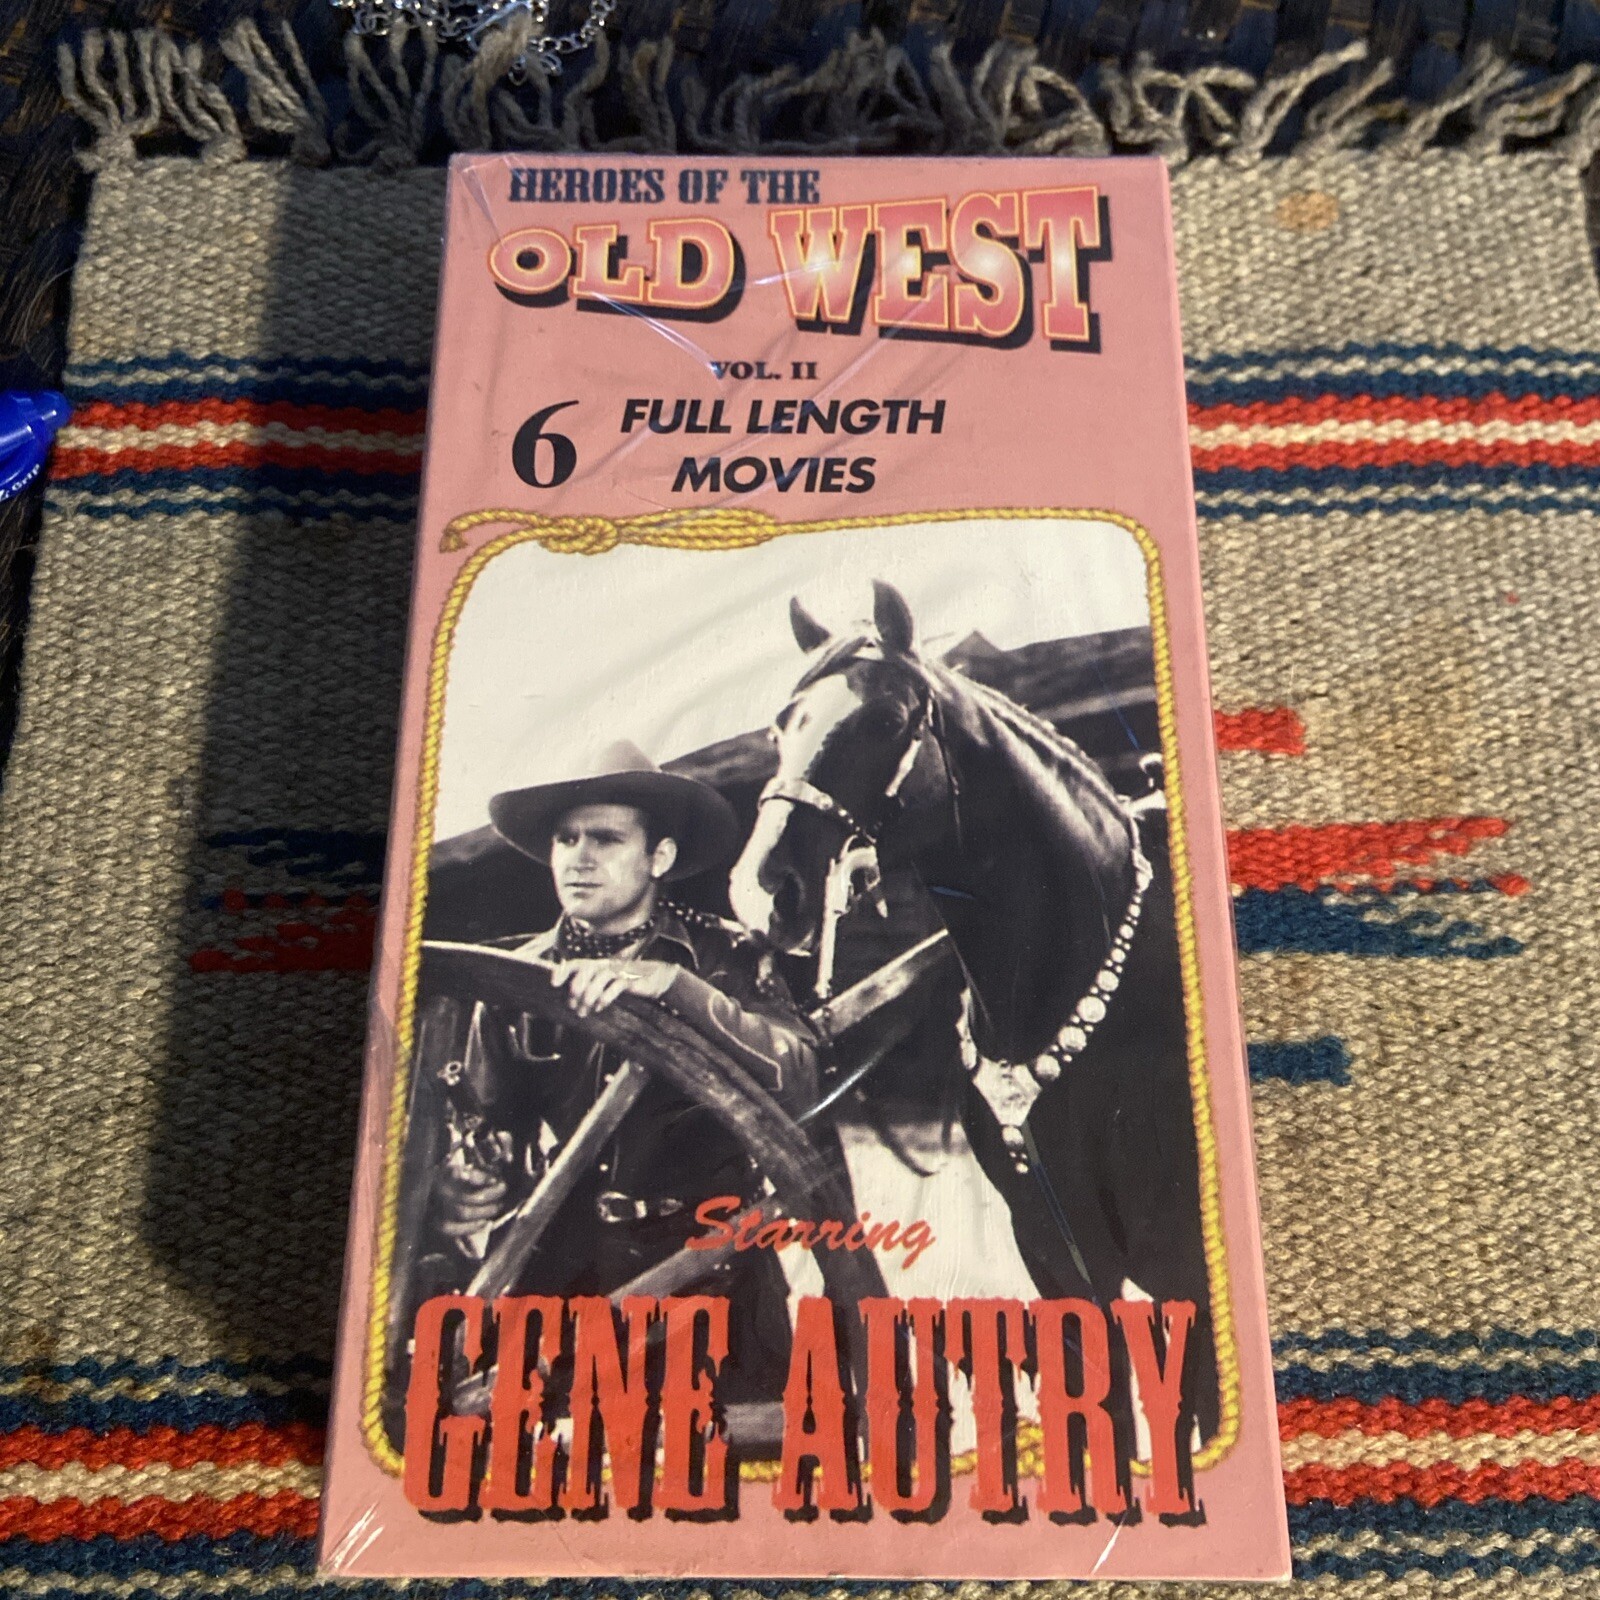 HEROES OF THE
OLD WEST
VOL. II
6 FULL LENGTH
MOVIES
Starring
GENE AUTRY